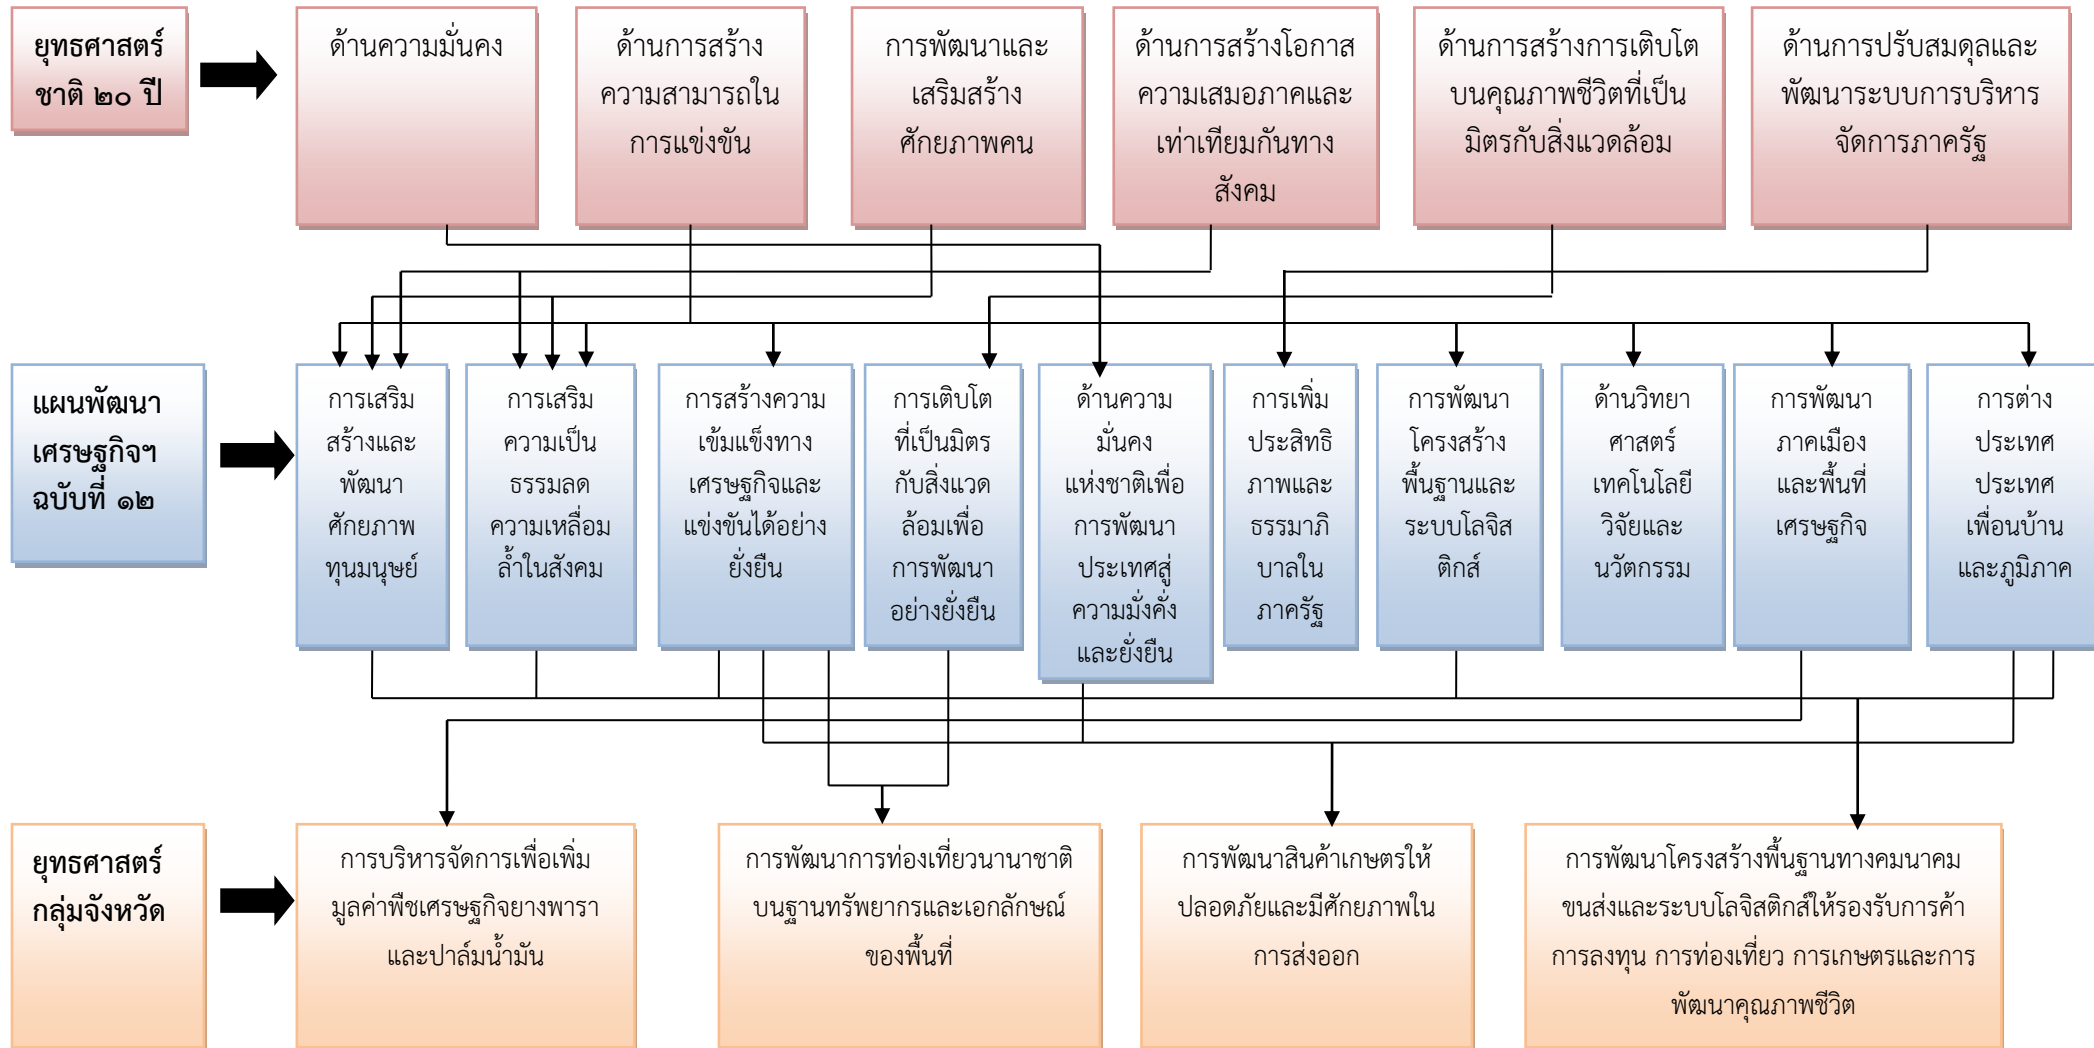 ยุทธศาสตร์
ชาติ ๒๐ ปี
ด้านความมั่นคง
ด้านการสร้าง
ความสามารถใน
การแข่งขัน
การพัฒนาและ
เสริมสร้าง
ศักยภาพคน
ด้านการสร้างโอกาส
ความเสมอภาคและ
เท่าเทียมกันทาง
สังคม
ด้านการสร้างการเติบโต
บนคุณภาพชีวิตที่เป็น
มิตรกับสิ่งแวดล้อม
ด้านการปรับสมดุลและ
พัฒนาระบบการบริหาร
จัดการภาครัฐ
แผนพัฒนา
เศรษฐกิจฯ
ฉบับที่ ๑๒
การเสริม
สร้างและ
พัฒนา
ศักยภาพ
ทุนมนุษย์
การเสริม
ความเป็น
ธรรมลด
ความเหลื่อม
ล้ำในสังคม
การสร้างความ
เข้มแข็งทาง
เศรษฐกิจและ
แข่งขันได้อย่าง
ยั่งยืน
การเติบโต
ที่เป็นมิตร
กับสิ่งแวด
ล้อมเพื่อ
การพัฒนา
อย่างยั่งยืน
ด้านความ
มั่นคง
แห่งชาติเพื่อ
การพัฒนา
ประเทศสู่
ความมั่งคั่ง
และยั่งยืน
การเพิ่ม
ประสิทธิ
ภาพและ
ธรรมาภิ
บาลใน
ภาครัฐ
การพัฒนา
โครงสร้าง
พื้นฐานและ
ระบบโลจิส
ติกส์
ด้านวิทยา
ศาสตร์
เทคโนโลยี
วิจัยและ
นวัตกรรม
การพัฒนา
ภาคเมือง
และพื้นที่
เศรษฐกิจ
การต่าง
ประเทศ
ประเทศ
เพื่อนบ้าน
และภูมิภาค
ยุทธศาสตร์
กลุ่มจังหวัด
การบริหารจัดการเพื่อเพิ่ม
มูลค่าพืชเศรษฐกิจยางพารา
และปาล์มน้ำมัน
การพัฒนาการท่องเที่ยวนานาชาติ
บนฐานทรัพยากรและเอกลักษณ์
ของพื้นที่
การพัฒนาสินค้าเกษตรให้
ปลอดภัยและมีศักยภาพใน
การส่งออก
การพัฒนาโครงสร้างพื้นฐานทางคมนาคม
ขนส่งและระบบโลจิสติกส์ให้รองรับการค้า
การลงทุน การท่องเที่ยว การเกษตรและการ
พัฒนาคุณภาพชีวิต